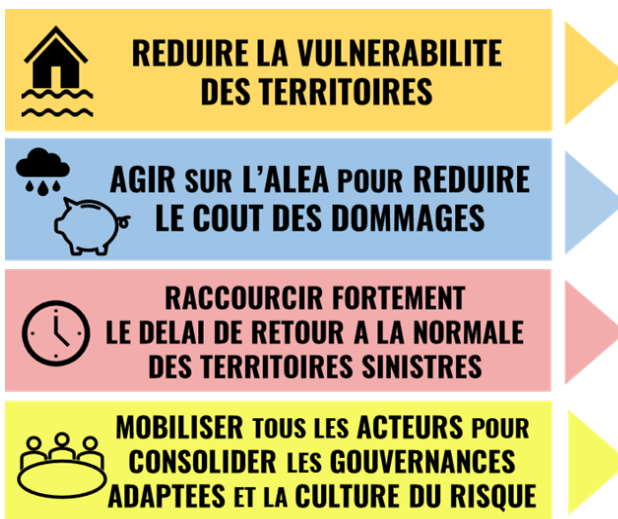 REDUIRE LA VULNERABILITE
DES TERRITOIRES
AGIR SUR L'ALEA POUR REDUIRE
LE COUT DES DOMMAGES
RACCOURCIR FORTEMENT
LE DELAI DE RETOUR A LA NORMALE
DES TERRITOIRES SINISTRES
MOBILISER TOUS LES ACTEURS POUR
CONSOLIDER LES GOUVERNANCES
ADAPTEES ET LA CULTURE DU RISQUE